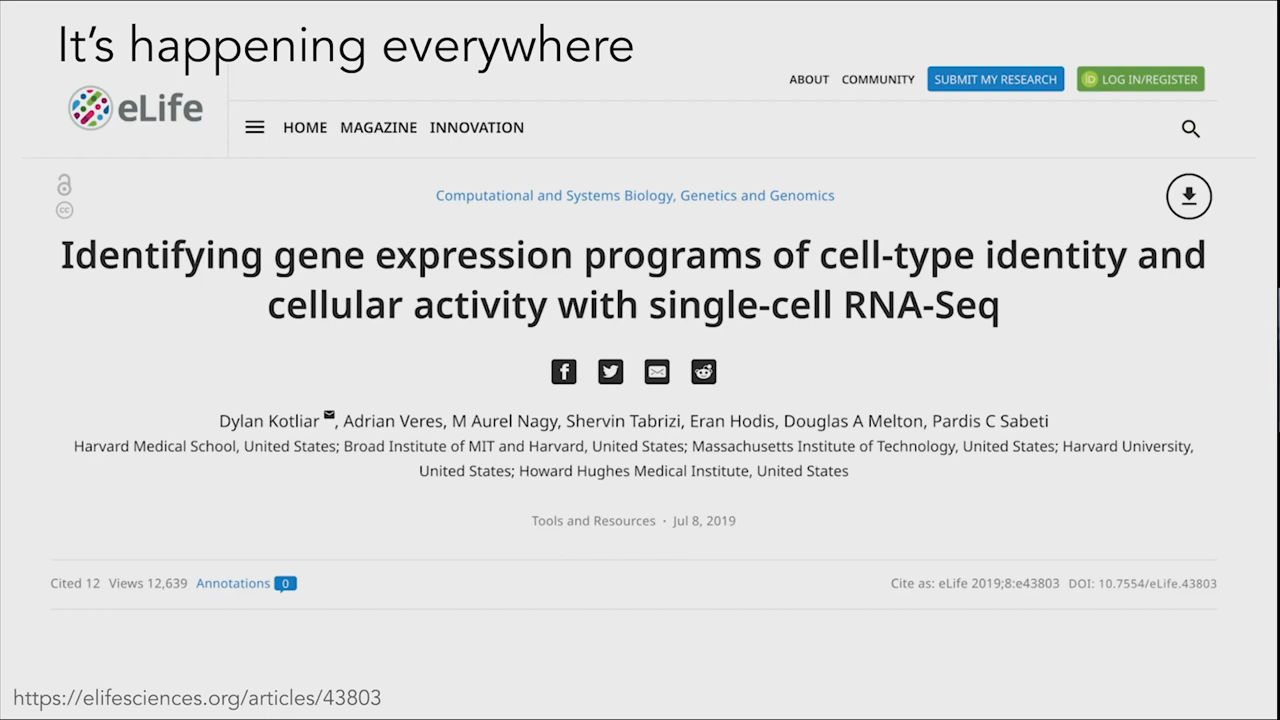 It's happening everywhere
eLife
ABOUT COMMUNITY SUBMIT MY RESEARCH iD LOG IN/REGISTER
HOME MAGAZINE INNOVATION
cc
Computational and Systems Biology, Genetics and Genomics
Identifying gene expression programs of cell-type identity and
cellular activity with single-cell RNA-Seq
Dylan Kotliar, Adrian Veres, M Aurel Nagy, Shervin Tabrizi, Eran Hodis, Douglas A Melton, Pardis C Sabeti
Harvard Medical School, United States; Broad Institute of MIT and Harvard, United States; Massachusetts Institute of Technology, United States; Harvard University,
United States; Howard Hughes Medical Institute, United States
Tools and Resources · Jul 8, 2019
Cited 12 Views 12,639 Annotations 0
Cite as: eLife 2019;8:e43803 DOI: 10.7554/eLife.43803
https://elifesciences.org/articles/43803